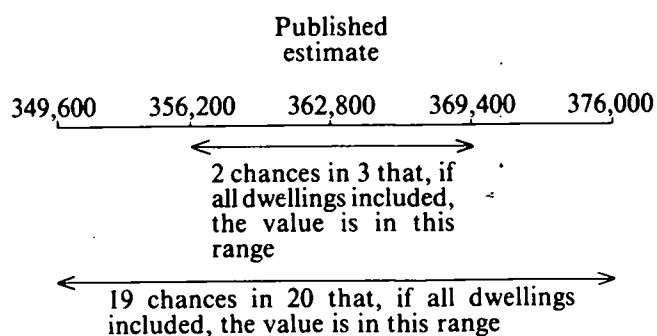 Published
estimate
349,600 356,200 362,800 369,400 376,000
2 chances in 3 that, if
all dwellings included,
the value is in this
range
19 chances in 20 that, if all dwellings
included, the value is in this range